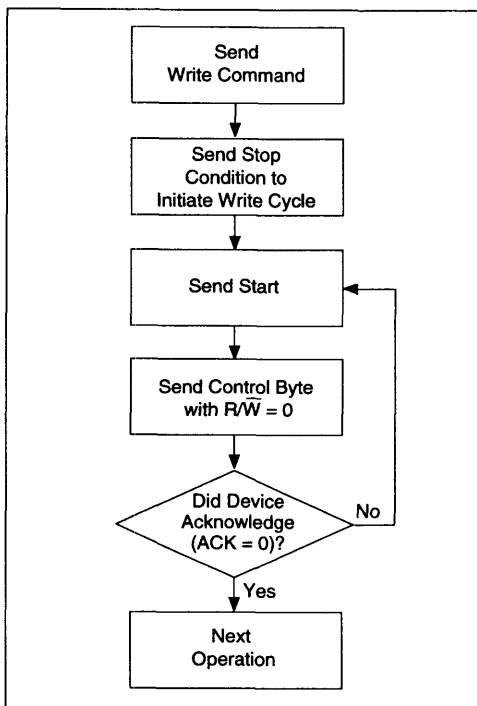 Send
Write Command
Send Stop
Condition to
Initiate Write Cycle
Send Start
Send Control Byte
with R/W̅ = 0
Did Device
Acknowledge
(ACK = 0)?
No
Yes
Next
Operation